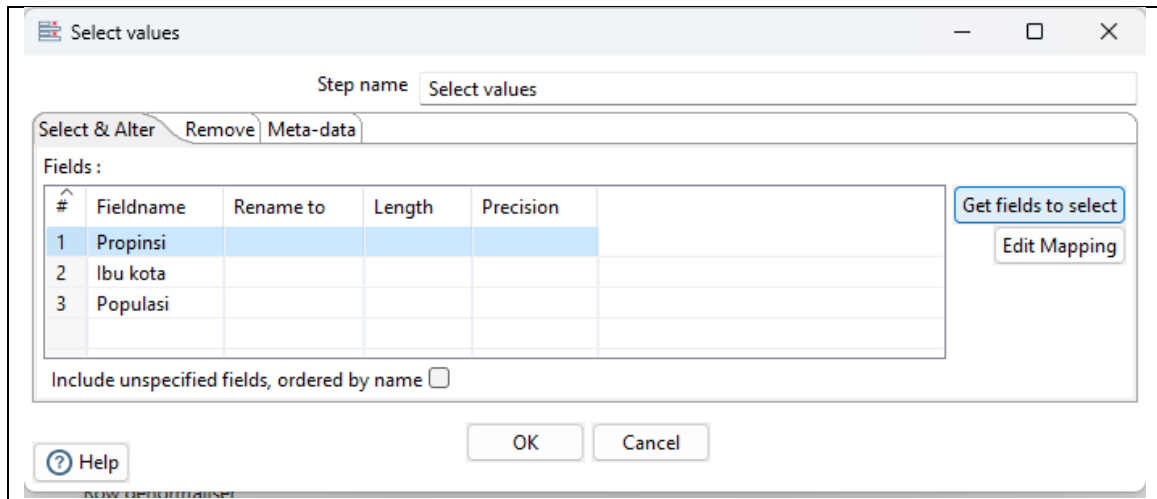 Select values
Step name Select values
Select & Alter Remove Meta-data
Fields :
# Fieldname Rename to Length Precision
Get fields to select
1 Propinsi
Edit Mapping
2 Ibu kota
3 Populasi
Include unspecified fields, ordered by name
OK Cancel
Help
Row denormaliser